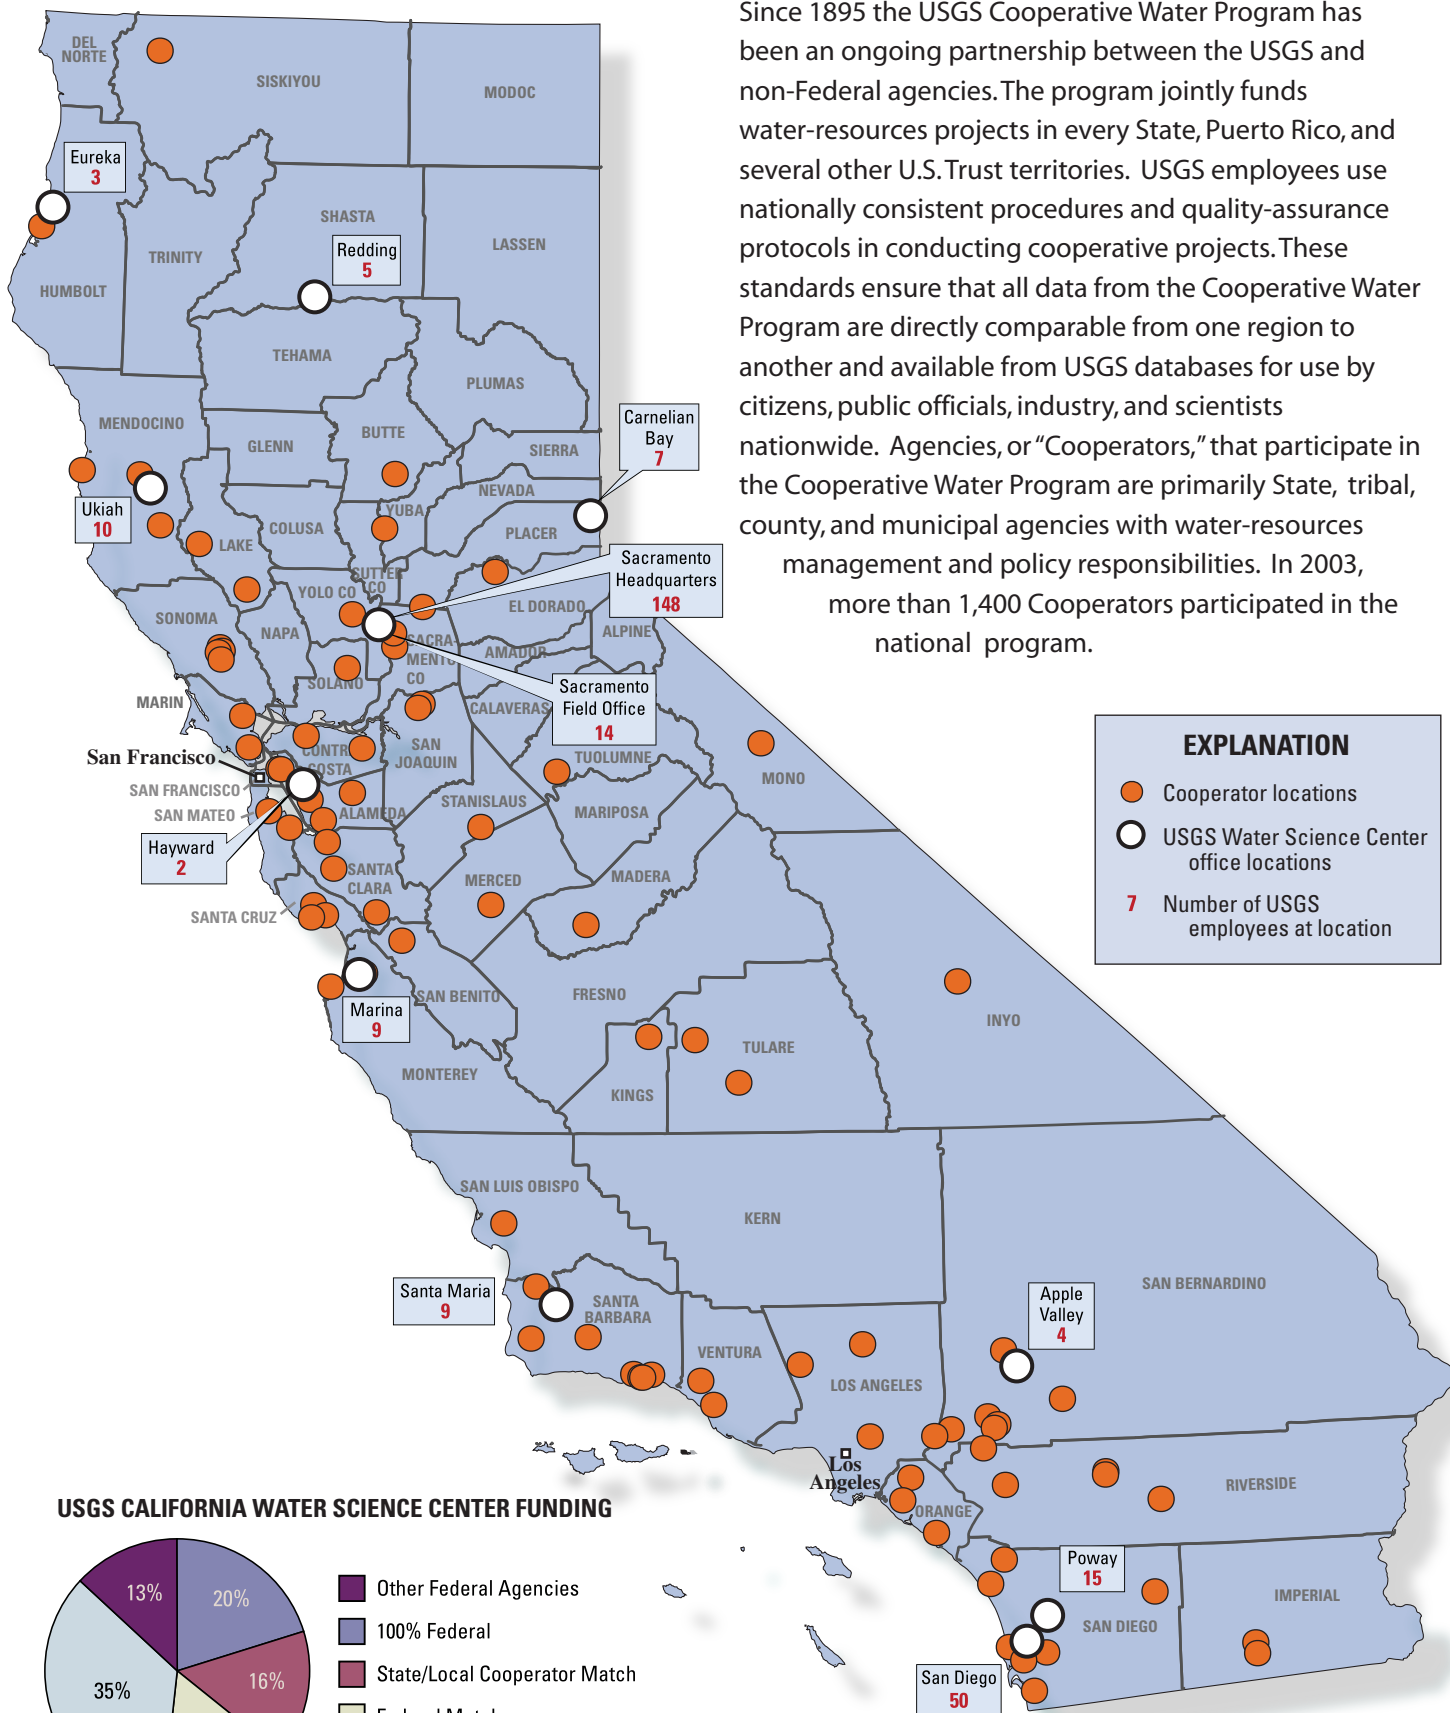 Since 1895 the USGS Cooperative Water Program has
been an ongoing partnership between the USGS and
non-Federal agencies. The program jointly funds
water-resources projects in every State, Puerto Rico, and
several other U.S. Trust territories. USGS employees use
nationally consistent procedures and quality-assurance
protocols in conducting cooperative projects. These
standards ensure that all data from the Cooperative Water
Program are directly comparable from one region to
another and available from USGS databases for use by
citizens, public officials, industry, and scientists
nationwide. Agencies, or “Cooperators,” that participate in
the Cooperative Water Program are primarily State, tribal,
county, and municipal agencies with water-resources
management and policy responsibilities. In 2003,
more than 1,400 Cooperators participated in the
national program.
DEL
NORTE
SISKIYOU
MODOC
Eureka
3
SHASTA
Redding
5
LASSEN
TRINITY
HUMBOLT
TEHAMA
PLUMAS
MENDOCINO
GLENN
BUTTE
SIERRA
Carnelian
Bay
7
NEVADA
Ukiah
10
YUBA
COLUSA
LAKE
PLACER
SUTTER
CO
YOLO CO
Sacramento
Headquarters
148
SONOMA
NAPA
EL DORADO
ALPINE
SACRA-
MENTO
CO
AMADOR
SOLANO
MARIN
Sacramento
Field Office
14
CALAVERAS
San Francisco
CONTRA
COSTA
SAN
JOAQUIN
TUOLUMNE
MONO
SAN FRANCISCO
SAN MATEO
ALAMEDA
STANISLAUS
MARIPOSA
Hayward
2
SANTA
CLARA
MERCED
MADERA
SANTA CRUZ
SAN BENITO
FRESNO
Marina
9
INYO
TULARE
MONTEREY
KINGS
SAN LUIS OBISPO
KERN
Santa Maria
9
SANTA
BARBARA
VENTURA
LOS ANGELES
Apple
Valley
4
SAN BERNARDINO
Los
Angeles
ORANGE
RIVERSIDE
Poway
15
SAN DIEGO
IMPERIAL
San Diego
50
EXPLANATION
Cooperator locations
USGS Water Science Center
office locations
7 Number of USGS
employees at location
USGS CALIFORNIA WATER SCIENCE CENTER FUNDING
13%
20%
16%
35%
Other Federal Agencies
100% Federal
State/Local Cooperator Match